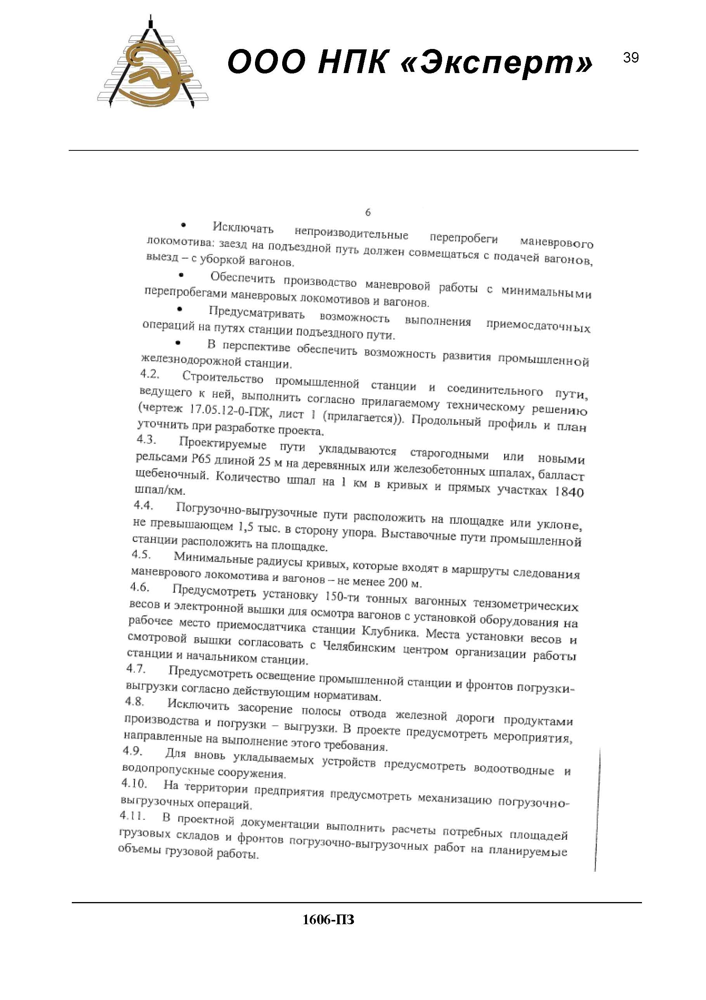 ООО НПК «Эксперт»
39
6
• Исключать непроизводительные перепробеги маневрового
локомотива: заезд на подъездной путь должен совмещаться с подачей вагонов,
выезд – с уборкой вагонов.
• Обеспечить производство маневровой работы с минимальными
перепробегами маневровых локомотивов и вагонов.
• Предусматривать возможность выполнения приемосдаточных
операций на путях станции подъездного пути.
• В перспективе обеспечить возможность развития промышленной
железнодорожной станции.
4.2. Строительство промышленной станции и соединительного пути,
ведущего к ней, выполнить согласно прилагаемому техническому решению
(чертеж 17.05.12-0-ПЖ, лист 1 (прилагается)). Продольный профиль и план
уточнить при разработке проекта.
4.3. Проектируемые пути укладываются старогодными или новыми
рельсами Р65 длиной 25 м на деревянных или железобетонных шпалах, балласт
щебеночный. Количество шпал на 1 км в кривых и прямых участках 1840
шпал/км.
4.4. Погрузочно-выгрузочные пути расположить на площадке или уклоне,
не превышающем 1,5 тыс. в сторону упора. Выставочные пути промышленной
станции расположить на площадке.
4.5. Минимальные радиусы кривых, которые входят в маршруты следования
маневрового локомотива и вагонов – не менее 200 м.
4.6. Предусмотреть установку 150-ти тонных вагонных тензометрических
весов и электронной вышки для осмотра вагонов с установкой оборудования на
рабочее место приемосдатчика станции Клубника. Места установки весов и
смотровой вышки согласовать с Челябинским центром организации работы
станции и начальником станции.
4.7. Предусмотреть освещение промышленной станции и фронтов погрузки-
выгрузки согласно действующим нормативам.
4.8. Исключить засорение полосы отвода железной дороги продуктами
производства и погрузки – выгрузки. В проекте предусмотреть мероприятия,
направленные на выполнение этого требования.
4.9. Для вновь укладываемых устройств предусмотреть водоотводные и
водопропускные сооружения.
4.10. На территории предприятия предусмотреть механизацию погрузочно-
выгрузочных операций.
4.11. В проектной документации выполнить расчеты потребных площадей
грузовых складов и фронтов погрузочно-выгрузочных работ на планируемые
объемы грузовой работы.
1606-ПЗ